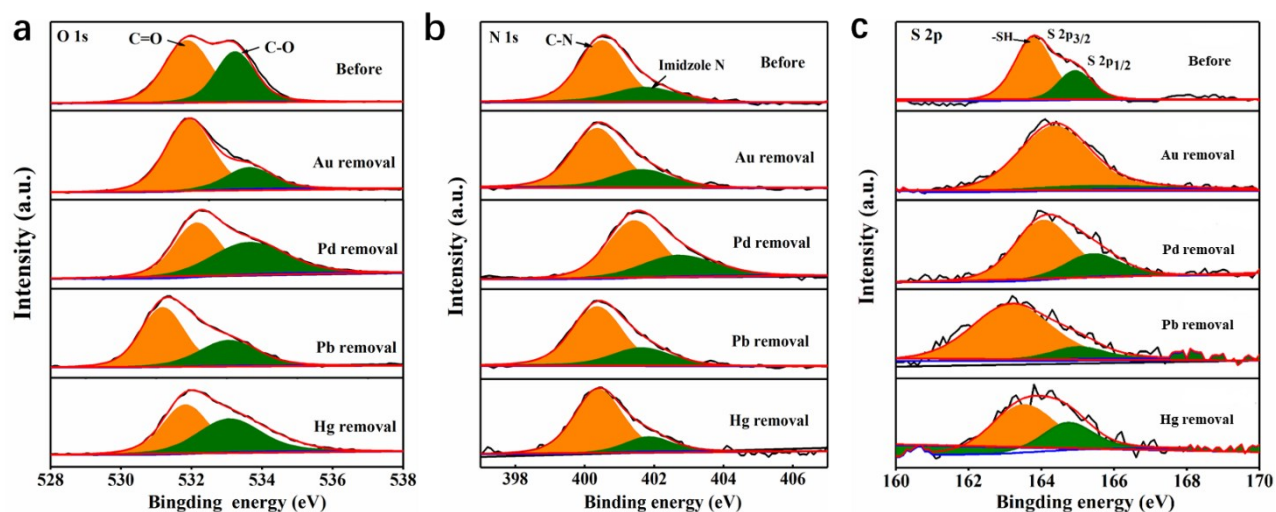 a
O 1s
C=O
C-O
Before
Au removal
Pd removal
Pb removal
Hg removal
Intensity (a.u.)
528 530 532 534 536 538
Bingding energy (eV)
b
N 1s
C-N
Imidzole N
Before
Au removal
Pd removal
Pb removal
Hg removal
Intensity (a.u.)
398 400 402 404 406
Bingding energy (eV)
c
S 2p
-SH
S 2p3/2
S 2p1/2
Before
Au removal
Pd removal
Pb removal
Hg removal
Intensity (a.u.)
160 162 164 166 168 170
Bingding energy (eV)